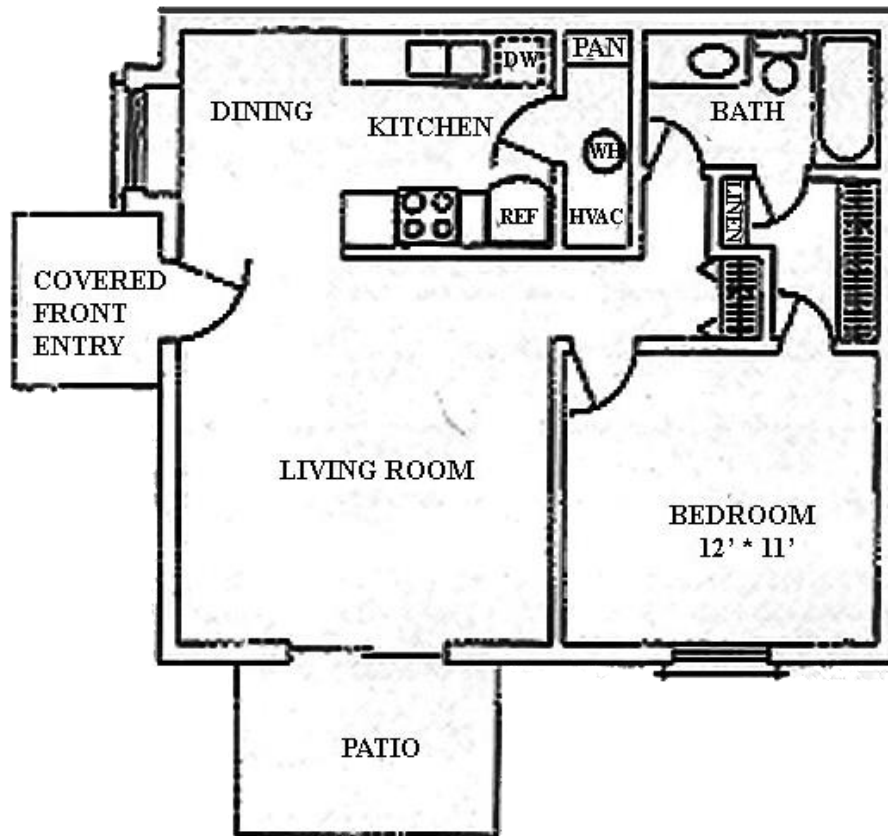 PAN
DW
DINING
KITCHEN
BATH
WH
LINEN
REF
HVAC
COVERED
FRONT
ENTRY
LIVING ROOM
BEDROOM
12' * 11'
PATIO